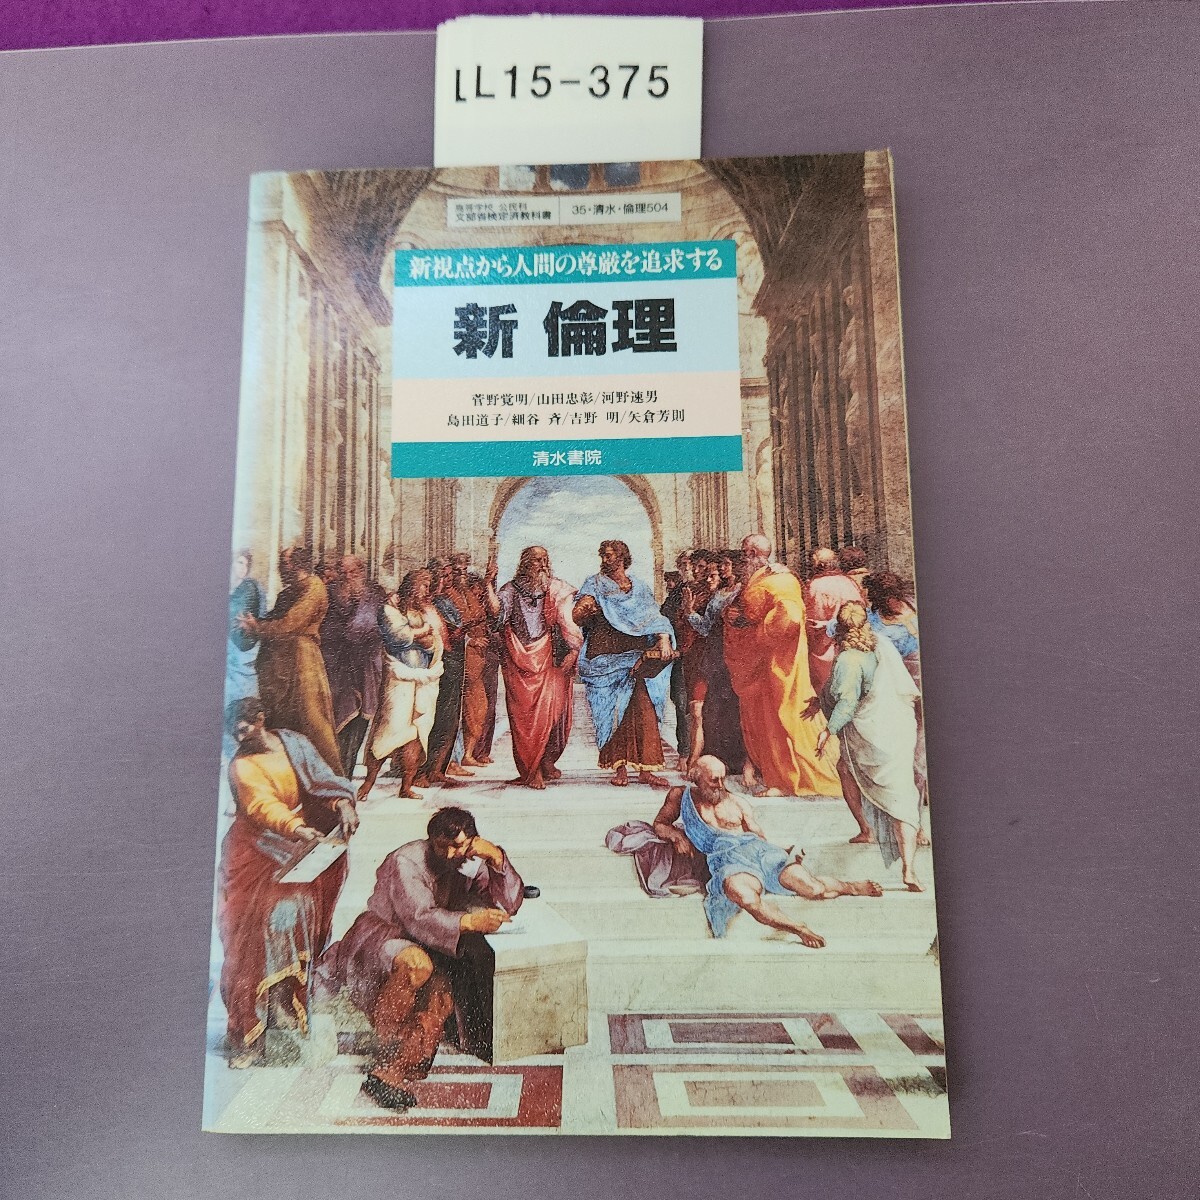 LL15-375
高等学校 公民科
文部省検定済教科書
35・清水・倫理504
新視点から人間の尊厳を追求する
新 倫理
菅野覚明/山田忠彰/河野速男
島田道子/細谷 斉/吉野 明/矢倉芳則
清水書院